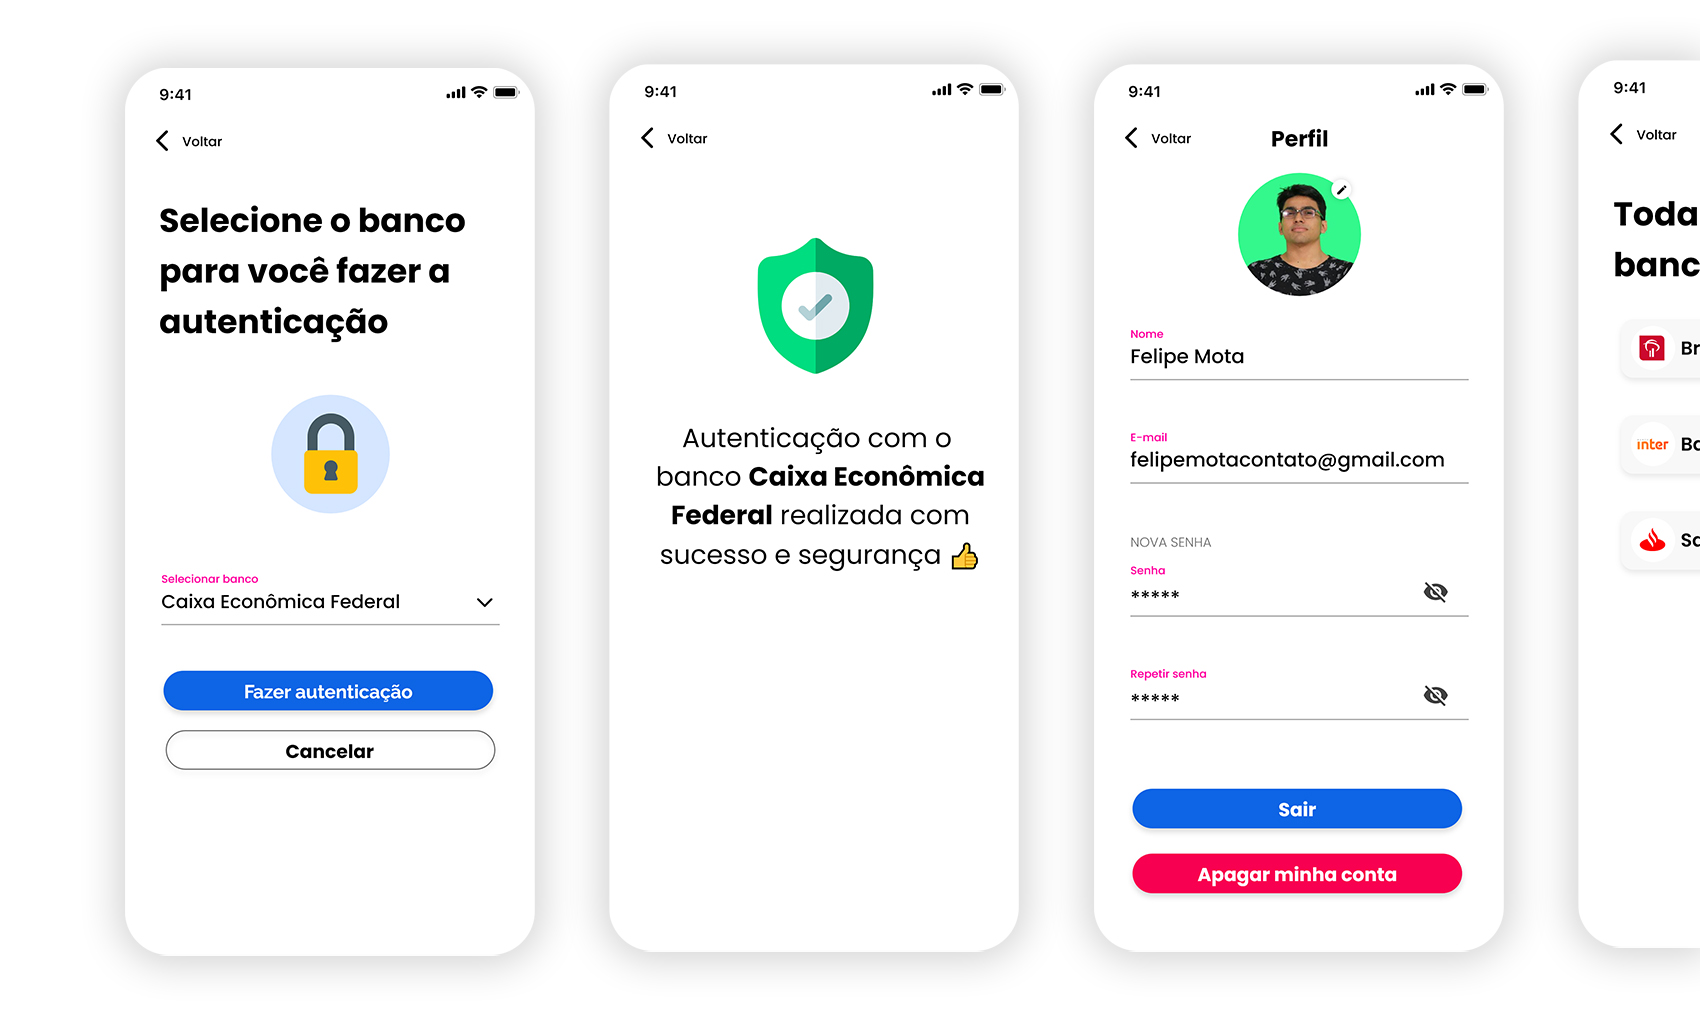 9:41
Voltar
Selecione o banco
para você fazer a
autenticação
Selecionar banco
Caixa Econômica Federal
Fazer autenticação
Cancelar
9:41
Voltar
Autenticação com o
banco Caixa Econômica
Federal realizada com
sucesso e segurança
9:41
Voltar
Perfil
Nome
Felipe Mota
E-mail
felipemotacontato@gmail.com
NOVA SENHA
Senha
*****
Repetir senha
*****
Sair
Apagar minha conta
9:41
Voltar
Toda
banc
Br
inter Ba
Sa